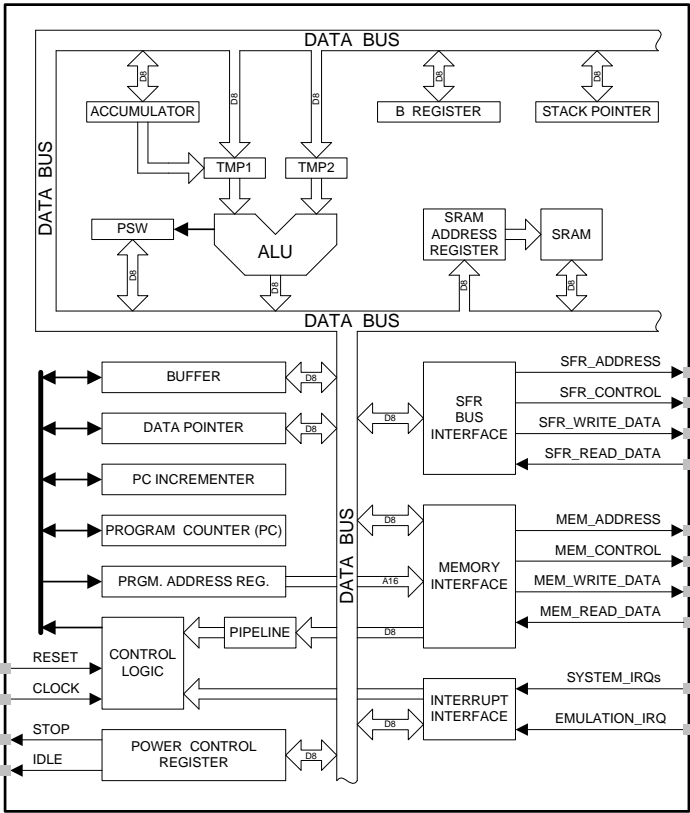 DATA BUS
D8
D8
D8
D8
D8
ACCUMULATOR
B REGISTER
STACK POINTER
DATA BUS
TMP1
TMP2
PSW
ALU
SRAM
ADDRESS
REGISTER
SRAM
D8
D8
D8
D8
DATA BUS
BUFFER
D8
DATA POINTER
D8
PC INCREMENTER
PROGRAM COUNTER (PC)
PRGM. ADDRESS REG.
A16
DATA BUS
D8
SFR
BUS
INTERFACE
SFR_ADDRESS
SFR_CONTROL
SFR_WRITE_DATA
SFR_READ_DATA
D8
MEMORY
INTERFACE
MEM_ADDRESS
MEM_CONTROL
MEM_WRITE_DATA
MEM_READ_DATA
CONTROL
LOGIC
PIPELINE
D8
RESET
CLOCK
INTERRUPT
INTERFACE
D8
SYSTEM_IRQs
EMULATION_IRQ
STOP
IDLE
POWER CONTROL
REGISTER
D8